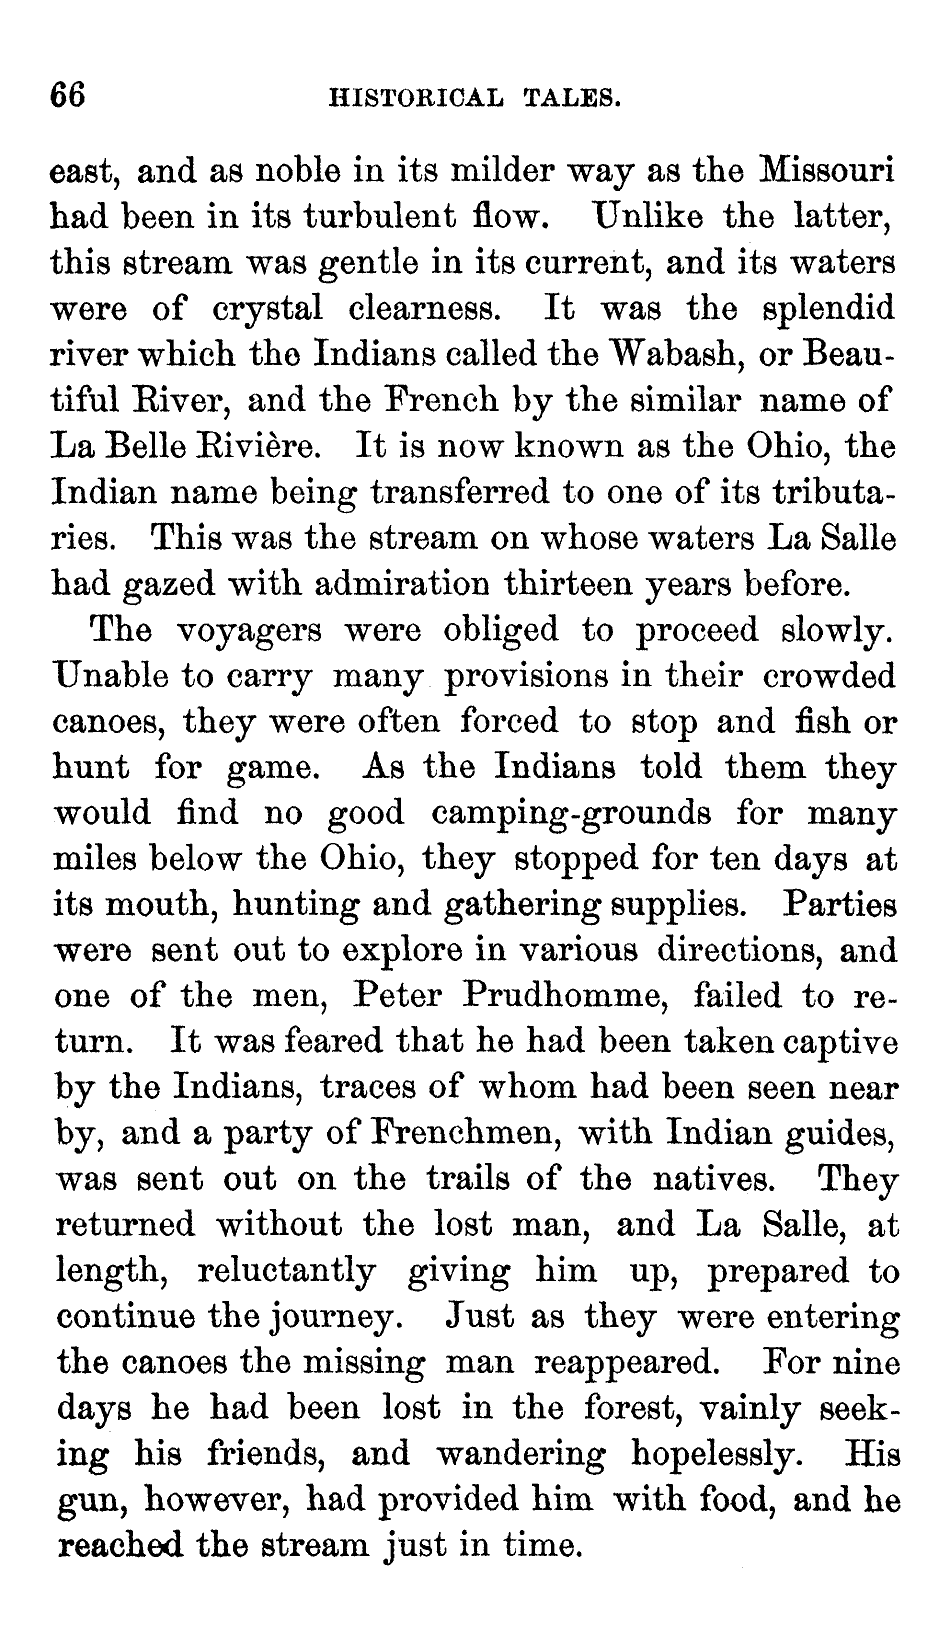 66 HISTORICAL TALES.
east, and as noble in its milder way as the Missouri
had been in its turbulent flow. Unlike the latter,
this stream was gentle in its current, and its waters
were of crystal clearness. It was the splendid
river which the Indians called the Wabash, or Beau-
tiful River, and the French by the similar name of
La Belle Rivière. It is now known as the Ohio, the
Indian name being transferred to one of its tributa-
ries. This was the stream on whose waters La Salle
had gazed with admiration thirteen years before.
The voyagers were obliged to proceed slowly.
Unable to carry many provisions in their crowded
canoes, they were often forced to stop and fish or
hunt for game. As the Indians told them they
would find no good camping-grounds for many
miles below the Ohio, they stopped for ten days at
its mouth, hunting and gathering supplies. Parties
were sent out to explore in various directions, and
one of the men, Peter Prudhomme, failed to re-
turn. It was feared that he had been taken captive
by the Indians, traces of whom had been seen near
by, and a party of Frenchmen, with Indian guides,
was sent out on the trails of the natives. They
returned without the lost man, and La Salle, at
length, reluctantly giving him up, prepared to
continue the journey. Just as they were entering
the canoes the missing man reappeared. For nine
days he had been lost in the forest, vainly seek-
ing his friends, and wandering hopelessly. His
gun, however, had provided him with food, and he
reached the stream just in time.